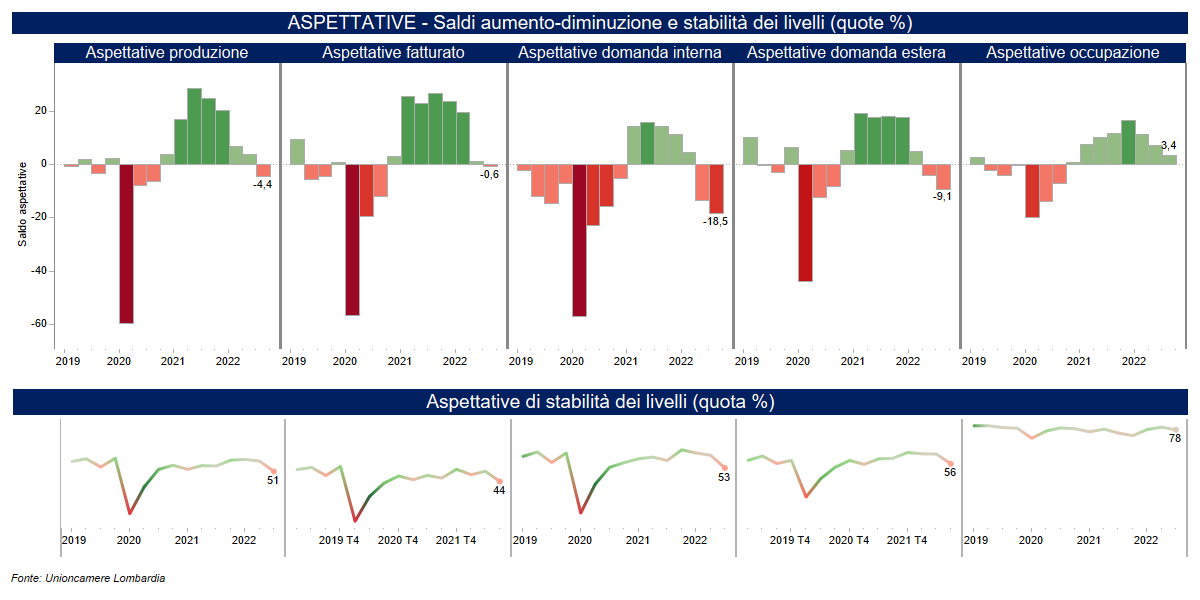 ASPETTATIVE - Saldi aumento-diminuzione e stabilità dei livelli (quote %)
Aspettative produzione Aspettative fatturato Aspettative domanda interna Aspettative domanda estera Aspettative occupazione
Saldo aspettative
20
0
-20
-40
-60
-4,4 -0,6 -18,5 -9,1 3,4
2019 2020 2021 2022 2019 2020 2021 2022 2019 2020 2021 2022 2019 2020 2021 2022 2019 2020 2021 2022
Aspettative di stabilità dei livelli (quota %)
51 44 53 56 78
2019 2020 2021 2022 2019 T4 2020 T4 2021 T4 2019 2020 2021 2022 2019 T4 2020 T4 2021 T4 2019 2020 2021 2022
Fonte: Unioncamere Lombardia